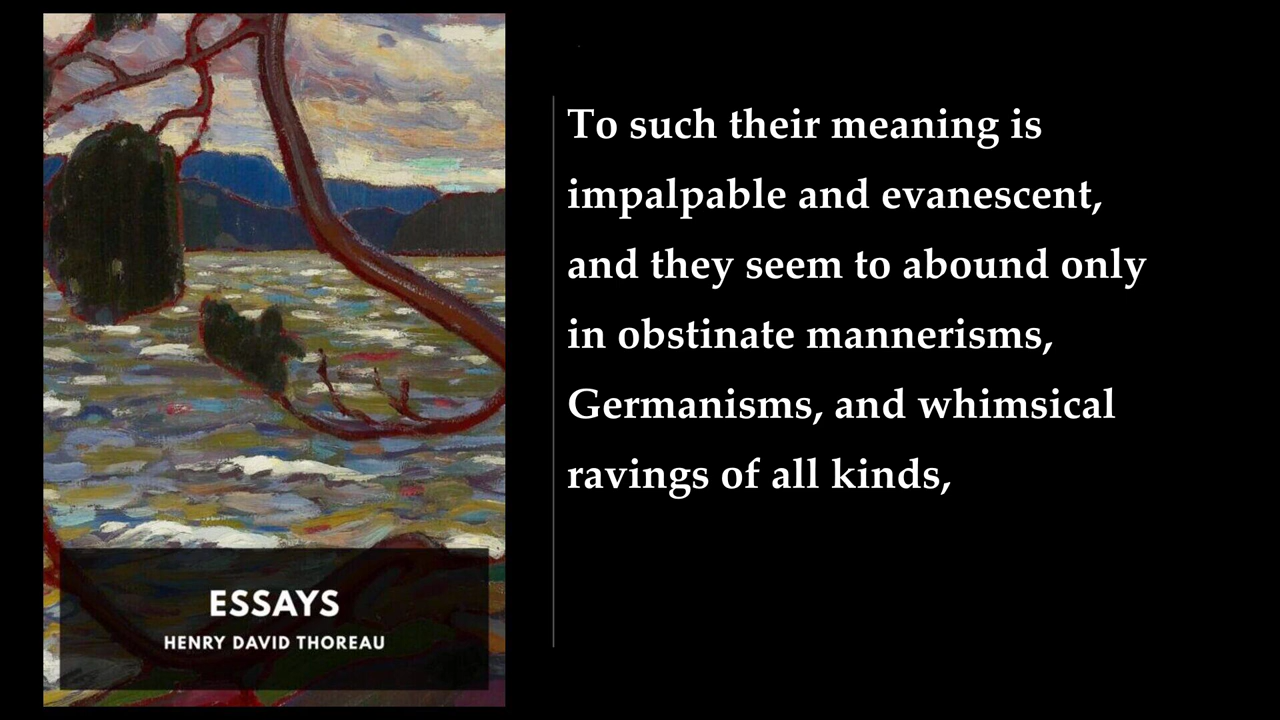 ESSAYS
HENRY DAVID THOREAU
To such their meaning is
impalpable and evanescent,
and they seem to abound only
in obstinate mannerisms,
Germanisms, and whimsical
ravings of all kinds,